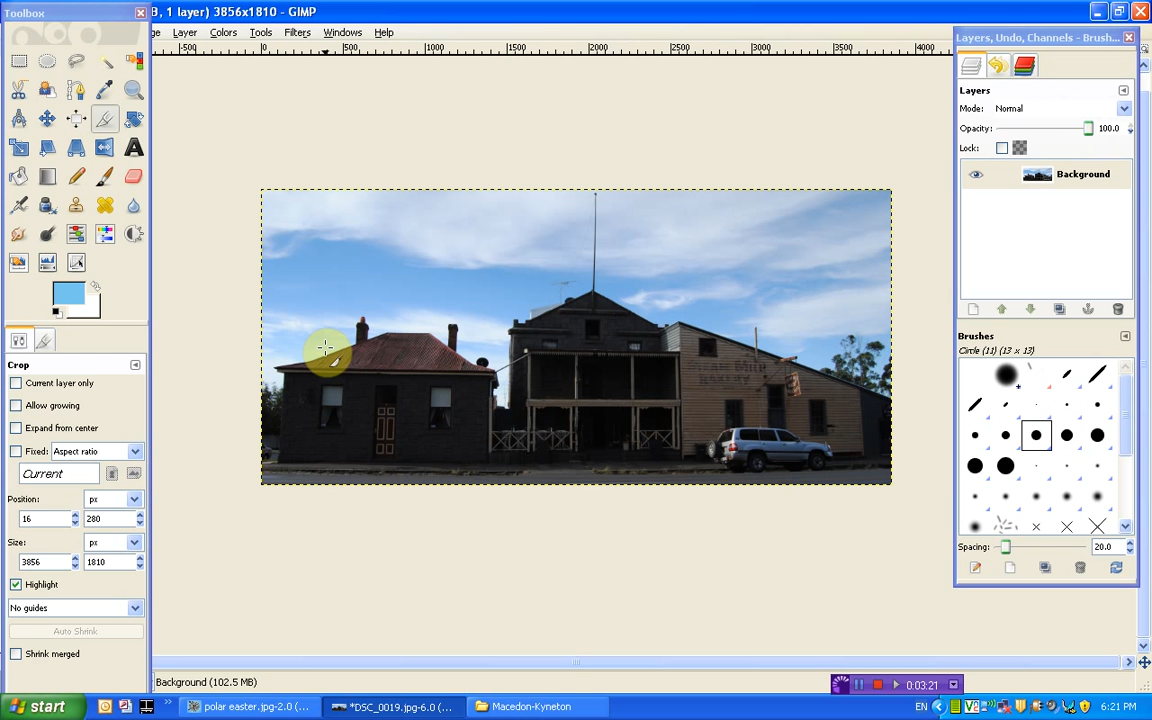 Toolbox
B, 1 layer) 3856x1810 - GIMP
ge Layer Colors Tools Filters Windows Help
-500 0 500 1000 1500 2000 2500 3000 3500 4000
Layers, Undo, Channels - Brush...
Layers
Mode: Normal
Opacity: 100.0
Lock:
Background
Brushes
Circle (11) (13 x 13)
Spacing: 20.0
Crop
Current layer only
Allow growing
Expand from center
Fixed: Aspect ratio
Current
Position: px
16 280
Size: px
3856 1810
Highlight
No guides
Auto Shrink
Shrink merged
Background (102.5 MB)
00:03:21
start
polar easter.jpg-2.0 (...
*DSC_0019.jpg-6.0 (...
Macedon-Kyneton
EN
6:21 PM